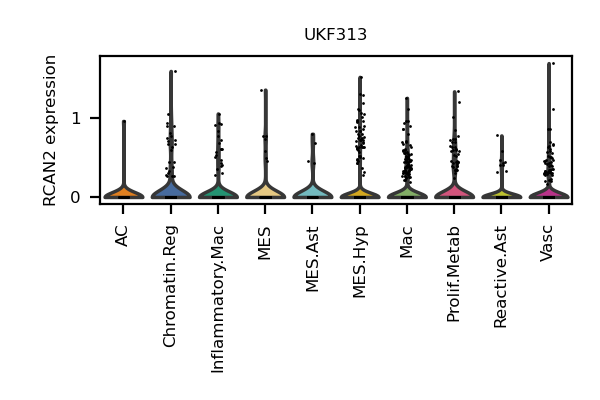 UKF313
RCAN2 expression
1
0
AC
Chromatin.Reg
Inflammatory.Mac
MES
MES.Ast
MES.Hyp
Mac
Prolif.Metab
Reactive.Ast
Vasc